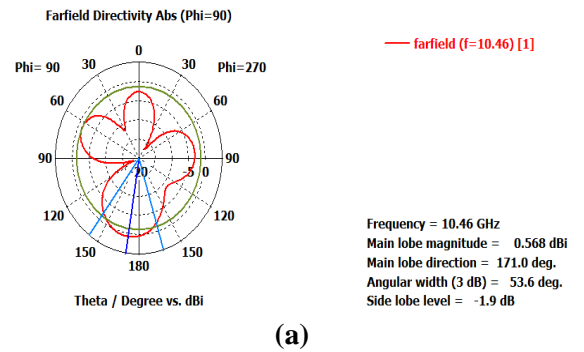 Farfield Directivity Abs (Phi=90)
farfield (f=10.46) [1]
0
30 30
Phi= 90 Phi=270
60 60
90 -5 0 90
120 120
150 150
180
Frequency = 10.46 GHz
Main lobe magnitude = 0.568 dBi
Main lobe direction = 171.0 deg.
Angular width (3 dB) = 53.6 deg.
Side lobe level = -1.9 dB
Theta / Degree vs. dBi
(a)